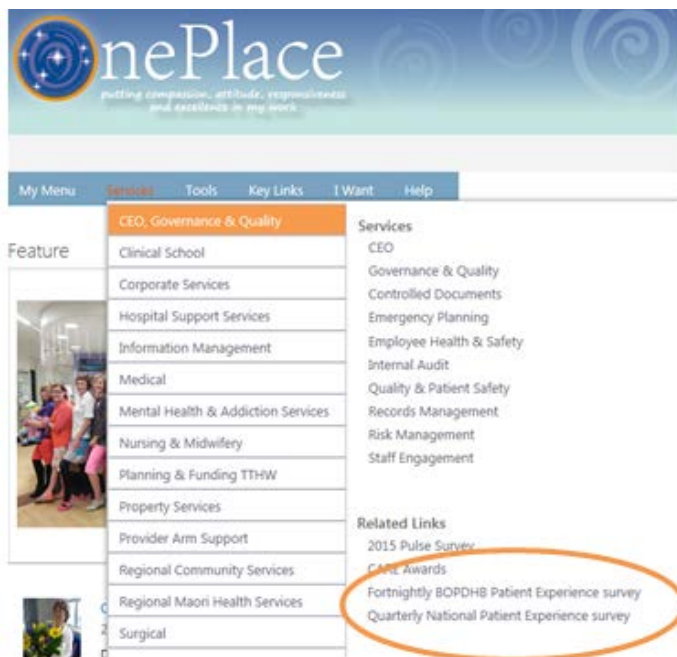 OnePlace
putting compassion, attitude, responsiveness
and excellence in my work
My Menu Services Tools Key Links I Want Help
Feature
CEO, Governance & Quality
Clinical School
Corporate Services
Hospital Support Services
Information Management
Medical
Mental Health & Addiction Services
Nursing & Midwifery
Planning & Funding TTHW
Property Services
Provider Arm Support
Regional Community Services
Regional Maori Health Services
Surgical
Services
CEO
Governance & Quality
Controlled Documents
Emergency Planning
Employee Health & Safety
Internal Audit
Quality & Patient Safety
Records Management
Risk Management
Staff Engagement
Related Links
2015 Pulse Survey
CARE Awards
Fortnightly BOPDHB Patient Experience survey
Quarterly National Patient Experience survey